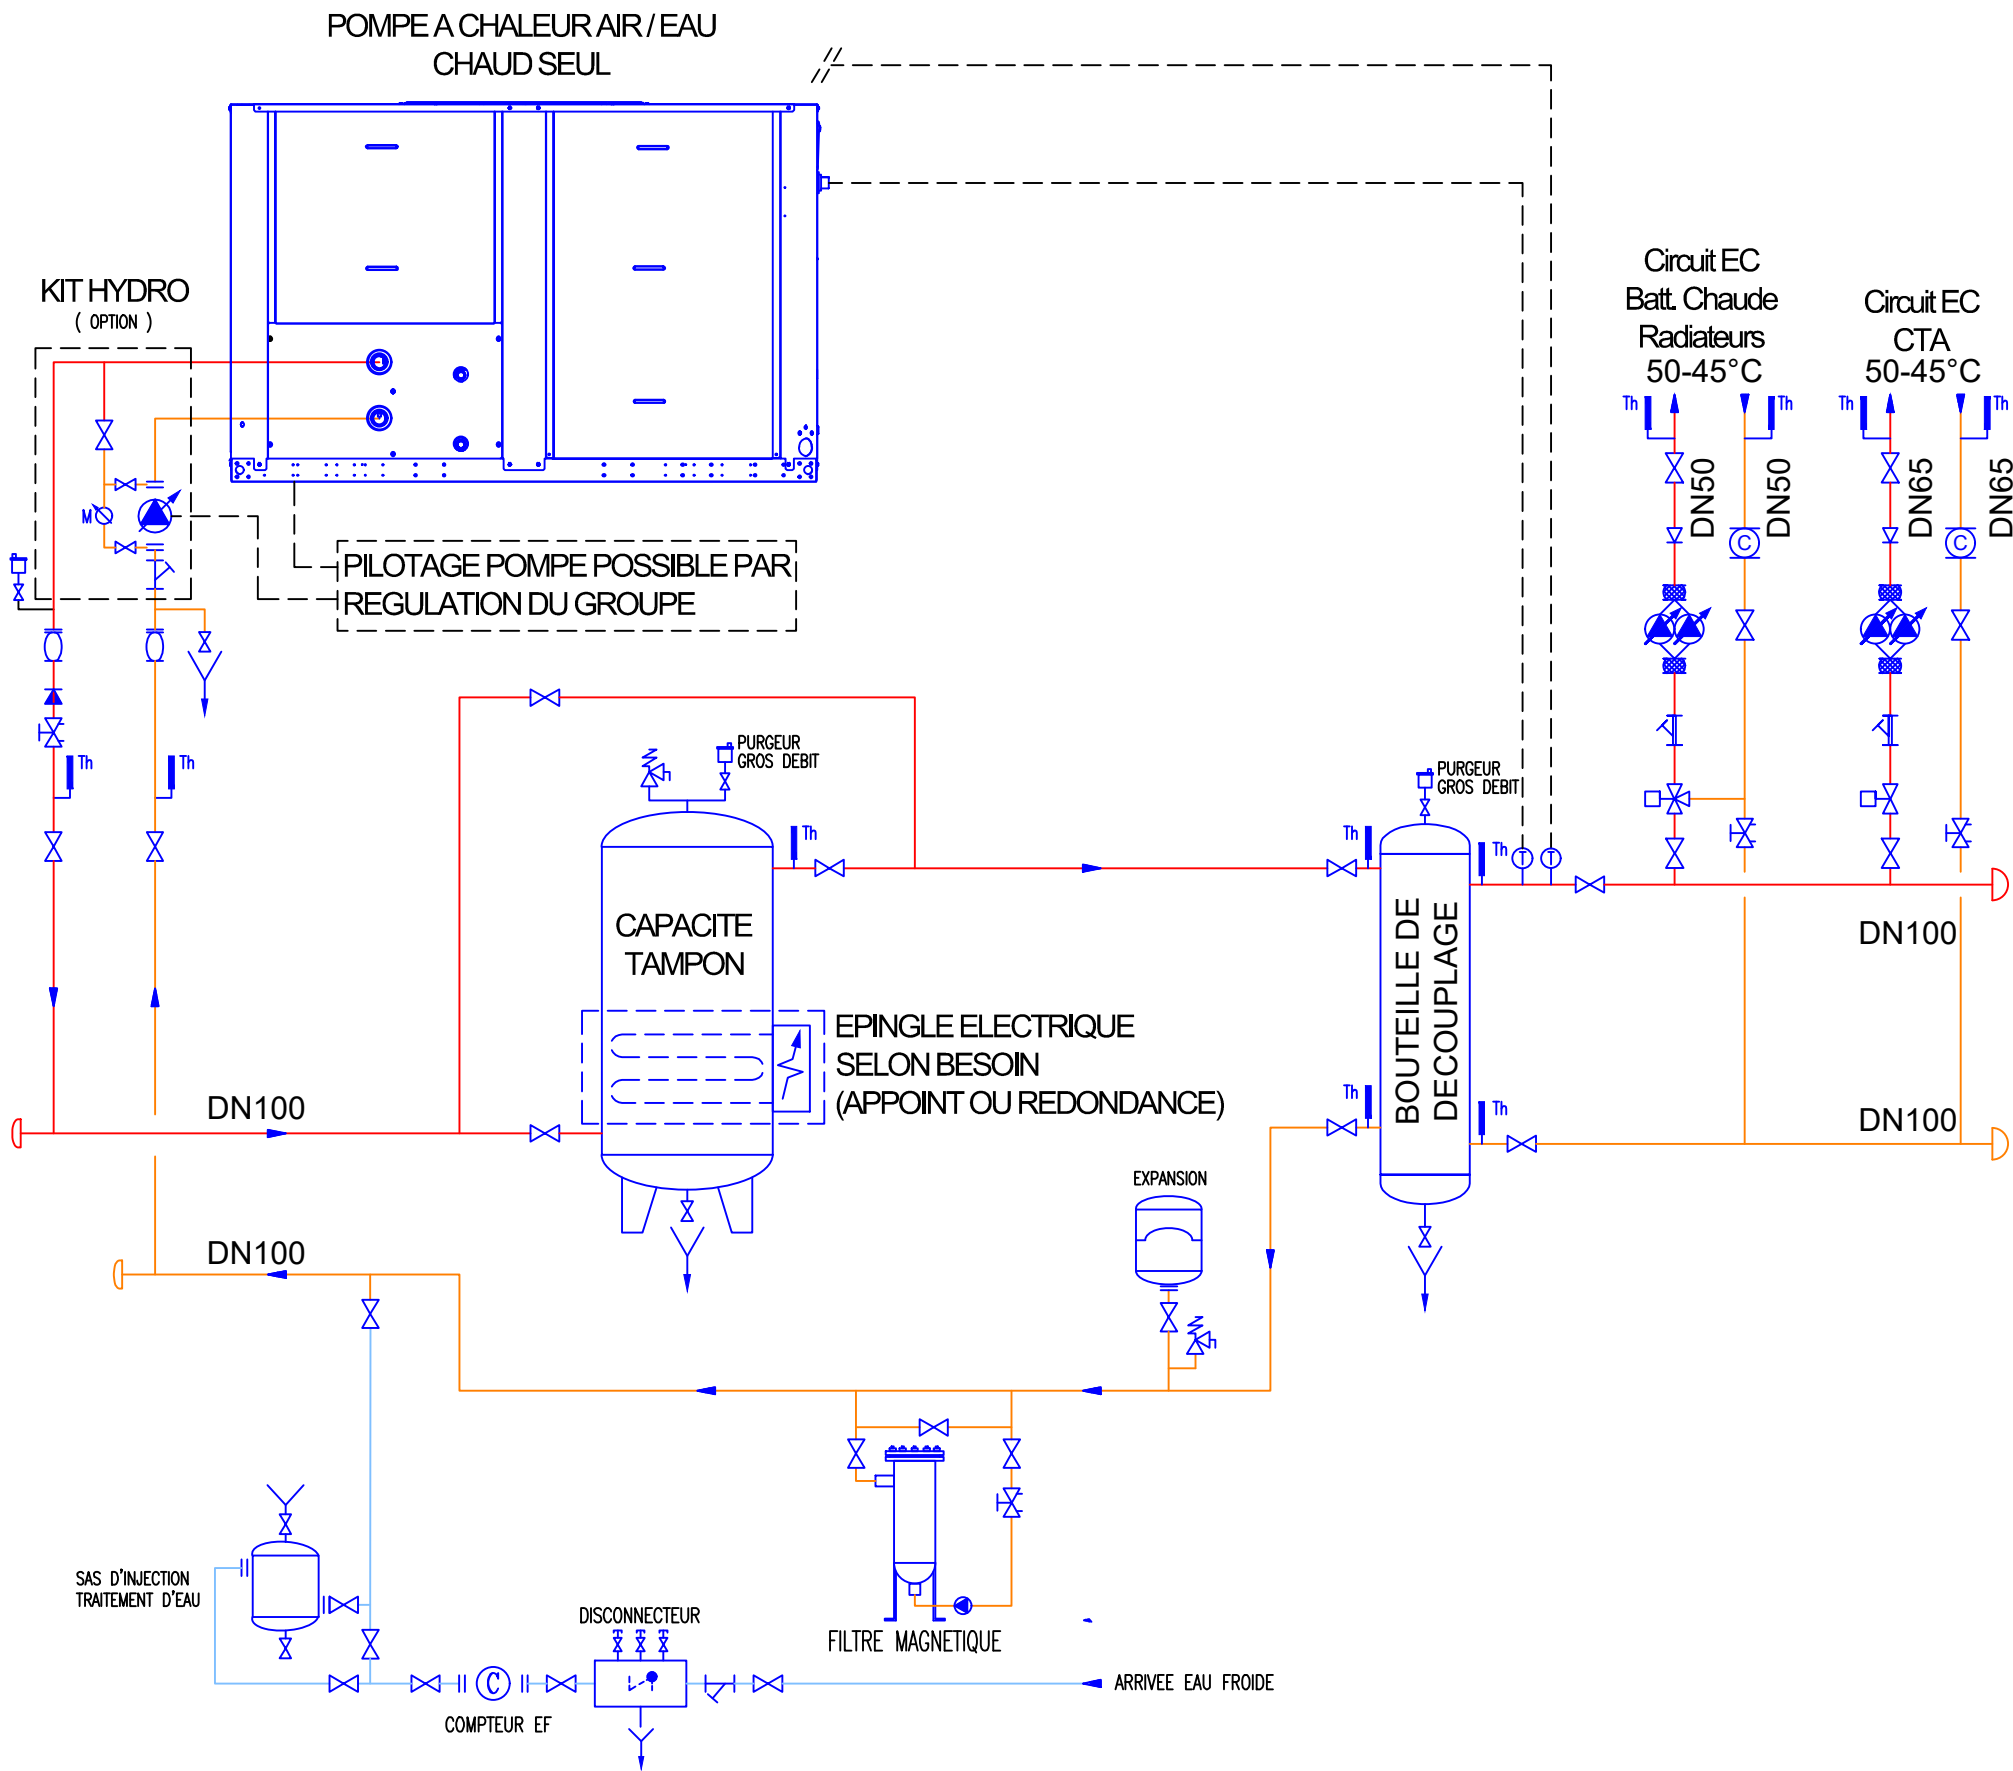 POMPE A CHALEUR AIR / EAU
CHAUD SEUL
KIT HYDRO
( OPTION )
M
PILOTAGE POMPE POSSIBLE PAR
REGULATION DU GROUPE
Circuit EC
Batt. Chaude
Radiateurs
50-45°C
Circuit EC
CTA
50-45°C
Th
Th
Th
Th
DN50
DN50
DN65
DN65
C
C
Th
Th
PURGEUR
GROS DEBIT
PURGEUR
GROS DEBIT
Th
Th
Th
T
T
CAPACITE
TAMPON
BOUTEILLE DE
DECOUPLAGE
DN100
EPINGLE ELECTRIQUE
SELON BESOIN
(APPOINT OU REDONDANCE)
Th
Th
DN100
DN100
EXPANSION
DN100
SAS D'INJECTION
TRAITEMENT D'EAU
DISCONNECTEUR
FILTRE MAGNETIQUE
C
ARRIVEE EAU FROIDE
COMPTEUR EF